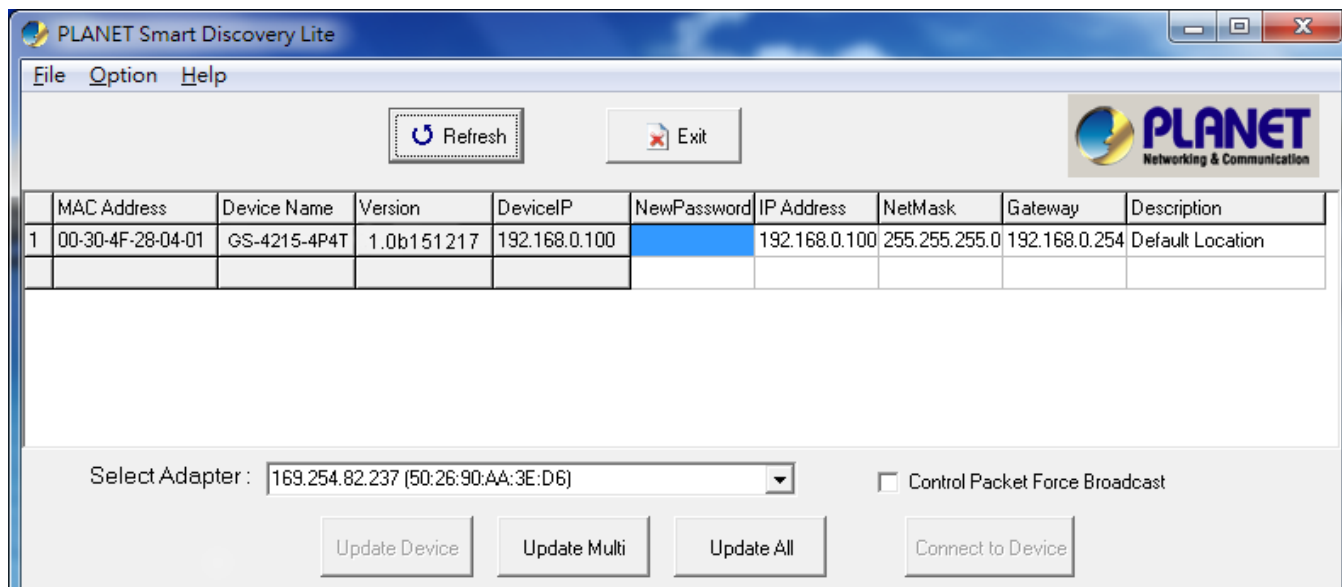 PLANET Smart Discovery Lite
File Option Help
Refresh Exit
PLANET
Networking & Communication
MAC Address Device Name Version DeviceIP NewPassword IP Address NetMask Gateway Description
1 00-30-4F-28-04-01 GS-4215-4P4T 1.0b151217 192.168.0.100 192.168.0.100 255.255.255.0 192.168.0.254 Default Location
Select Adapter : 169.254.82.237 (50:26:90:AA:3E:D6) Control Packet Force Broadcast
Update Device Update Multi Update All Connect to Device